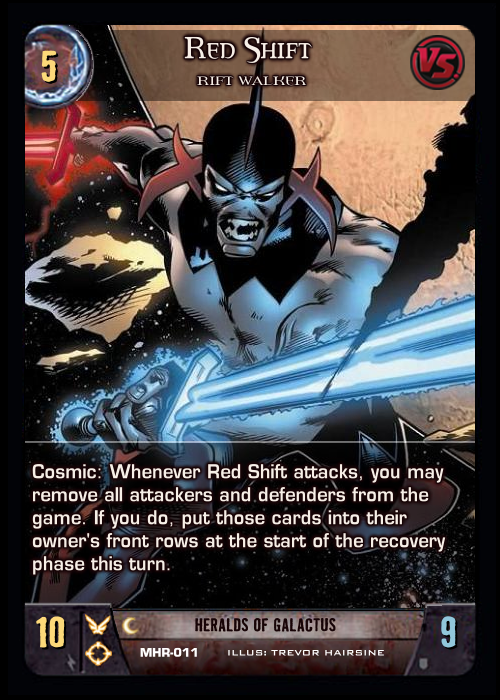 5
Red Shift
VS.
RIFT WALKER
Cosmic: Whenever Red Shift attacks, you may
remove all attackers and defenders from the
game. If you do, put those cards into their
owner's front rows at the start of the recovery
phase this turn.
10
HERALDS OF GALACTUS
9
MHR-011 ILLUS: TREVOR HAIRSINE